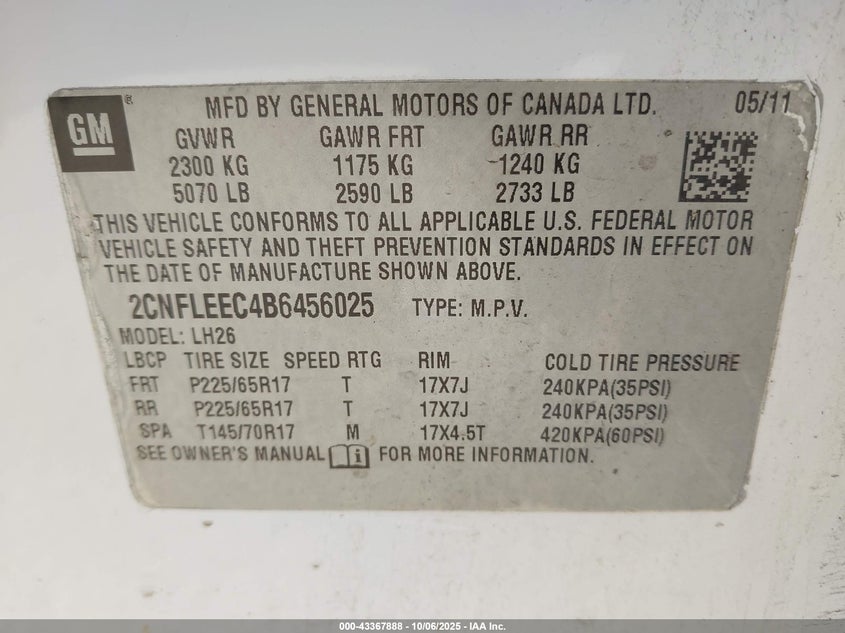 GM
MFD BY GENERAL MOTORS OF CANADA LTD. 05/11
GVWR GAWR FRT GAWR RR
2300 KG 1175 KG 1240 KG
5070 LB 2590 LB 2733 LB
THIS VEHICLE CONFORMS TO ALL APPLICABLE U.S. FEDERAL MOTOR
VEHICLE SAFETY AND THEFT PREVENTION STANDARDS IN EFFECT ON
THE DATE OF MANUFACTURE SHOWN ABOVE.
2CNFLEEC4B6456025 TYPE: M.P.V.
MODEL: LH26
LBCP TIRE SIZE SPEED RTG RIM COLD TIRE PRESSURE
FRT P225/65R17 T 17X7J 240KPA(35PSI)
RR P225/65R17 T 17X7J 240KPA(35PSI)
SPA T145/70R17 M 17X4.5T 420KPA(60PSI)
SEE OWNER'S MANUAL FOR MORE INFORMATION.
000-43367888 - 10/06/2025 - IAA Inc.